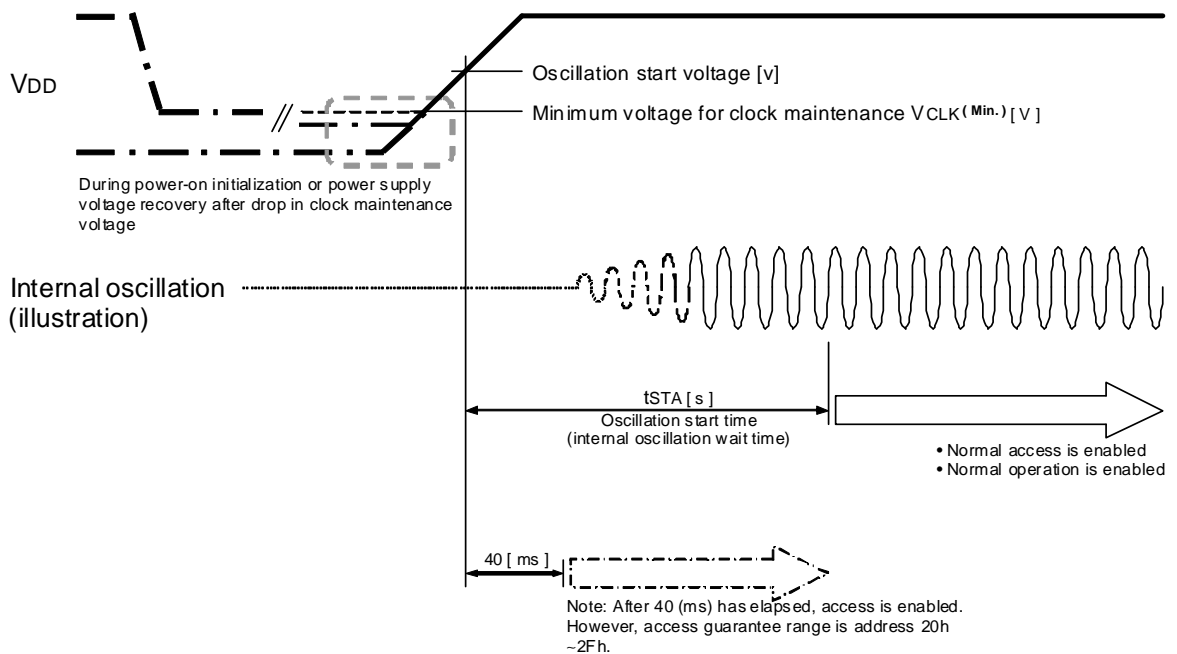 VDD
Oscillation start voltage [v]
Minimum voltage for clock maintenance VCLK(Min.) [ V ]
During power-on initialization or power supply
voltage recovery after drop in clock maintenance
voltage
Internal oscillation
(illustration)
tSTA [ s ]
Oscillation start time
(internal oscillation wait time)
• Normal access is enabled
• Normal operation is enabled
40 [ ms ]
Note: After 40 (ms) has elapsed, access is enabled.
However, access guarantee range is address 20h
~2Fh.